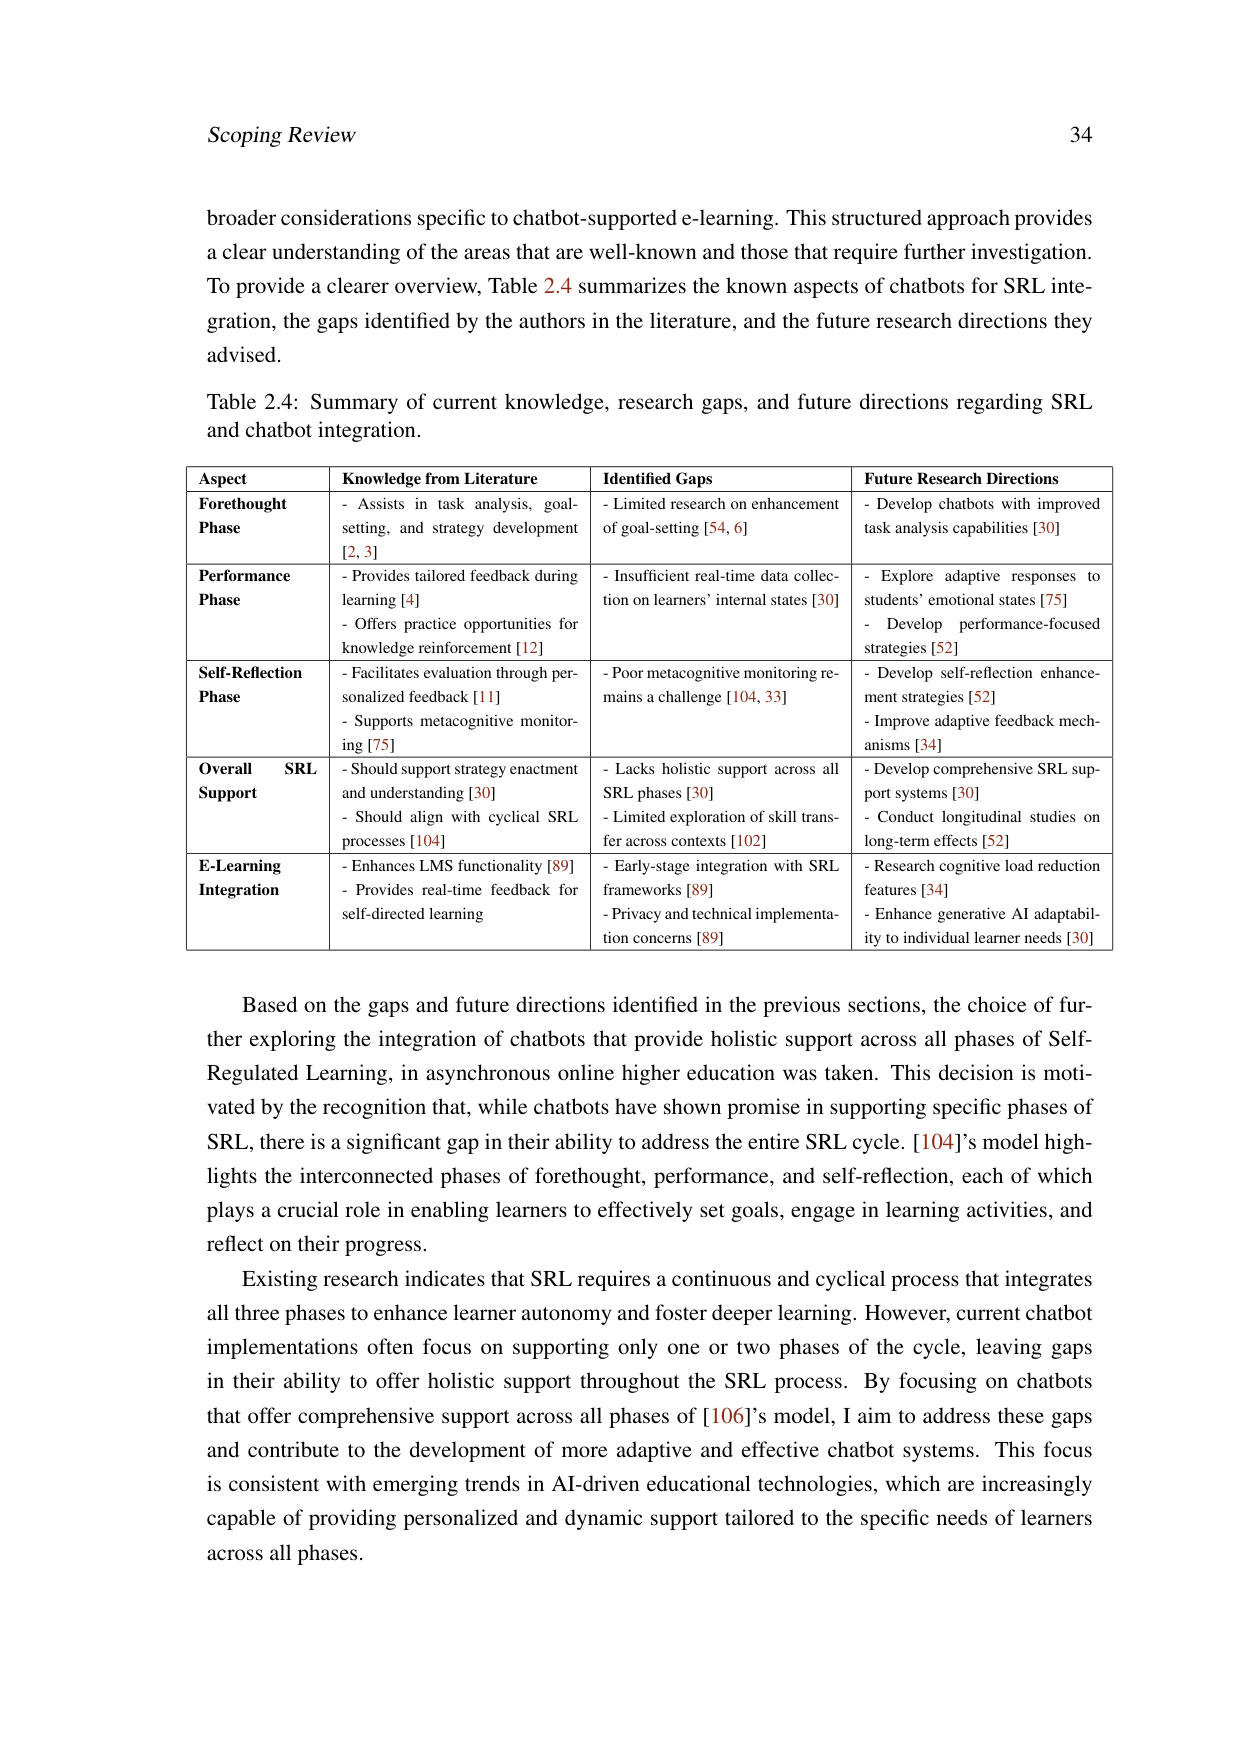 Scoping Review 34
broader considerations specific to chatbot-supported e-learning. This structured approach provides
a clear understanding of the areas that are well-known and those that require further investigation.
To provide a clearer overview, Table 2.4 summarizes the known aspects of chatbots for SRL inte-
gration, the gaps identified by the authors in the literature, and the future research directions they
advised.
Table 2.4: Summary of current knowledge, research gaps, and future directions regarding SRL
and chatbot integration.
Aspect Knowledge from Literature Identified Gaps Future Research Directions
Forethought - Assists in task analysis, goal- - Limited research on enhancement - Develop chatbots with improved
Phase setting, and strategy development of goal-setting [54, 6] task analysis capabilities [30]
[2, 3]
Performance - Provides tailored feedback during - Insufficient real-time data collec- - Explore adaptive responses to
Phase learning [4] tion on learners' internal states [30] students' emotional states [75]
- Offers practice opportunities for - Develop performance-focused
knowledge reinforcement [12] strategies [52]
Self-Reflection - Facilitates evaluation through per- - Poor metacognitive monitoring re- - Develop self-reflection enhance-
Phase sonalized feedback [11] mains a challenge [104, 33] ment strategies [52]
- Supports metacognitive monitor- - Improve adaptive feedback mech-
ing [75] anisms [34]
Overall SRL - Should support strategy enactment - Lacks holistic support across all - Develop comprehensive SRL sup-
Support and understanding [30] SRL phases [30] port systems [30]
- Should align with cyclical SRL - Limited exploration of skill trans- - Conduct longitudinal studies on
processes [104] fer across contexts [102] long-term effects [52]
E-Learning - Enhances LMS functionality [89] - Early-stage integration with SRL - Research cognitive load reduction
Integration - Provides real-time feedback for frameworks [89] features [34]
self-directed learning - Privacy and technical implementa- - Enhance generative AI adaptabil-
tion concerns [89] ity to individual learner needs [30]
Based on the gaps and future directions identified in the previous sections, the choice of fur-
ther exploring the integration of chatbots that provide holistic support across all phases of Self-
Regulated Learning, in asynchronous online higher education was taken. This decision is moti-
vated by the recognition that, while chatbots have shown promise in supporting specific phases of
SRL, there is a significant gap in their ability to address the entire SRL cycle. [104]'s model high-
lights the interconnected phases of forethought, performance, and self-reflection, each of which
plays a crucial role in enabling learners to effectively set goals, engage in learning activities, and
reflect on their progress.
Existing research indicates that SRL requires a continuous and cyclical process that integrates
all three phases to enhance learner autonomy and foster deeper learning. However, current chatbot
implementations often focus on supporting only one or two phases of the cycle, leaving gaps
in their ability to offer holistic support throughout the SRL process. By focusing on chatbots
that offer comprehensive support across all phases of [106]'s model, I aim to address these gaps
and contribute to the development of more adaptive and effective chatbot systems. This focus
is consistent with emerging trends in AI-driven educational technologies, which are increasingly
capable of providing personalized and dynamic support tailored to the specific needs of learners
across all phases.